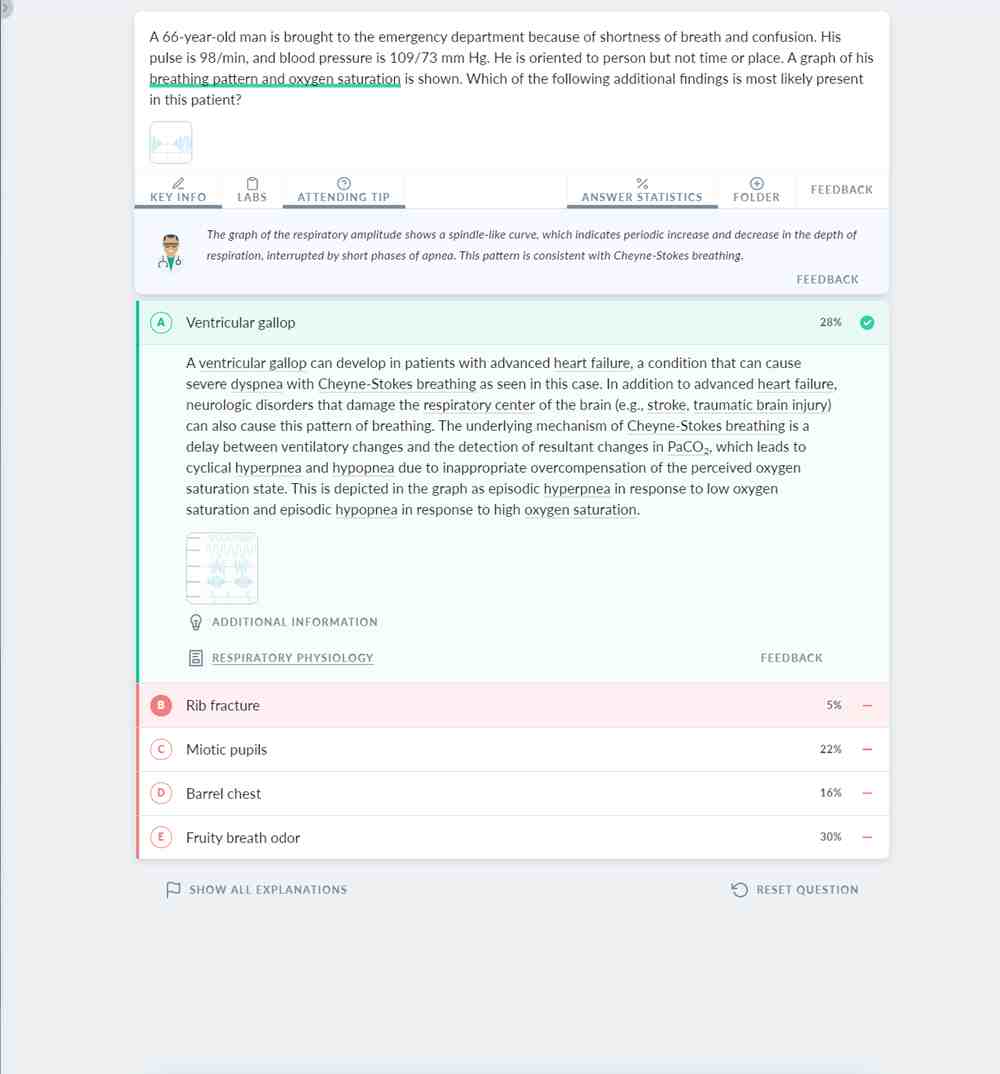 A 66-year-old man is brought to the emergency department because of shortness of breath and confusion. His
pulse is 98/min, and blood pressure is 109/73 mm Hg. He is oriented to person but not time or place. A graph of his
breathing pattern and oxygen saturation is shown. Which of the following additional findings is most likely present
in this patient?
KEY INFO
LABS
ATTENDING TIP
ANSWER STATISTICS
FOLDER
FEEDBACK
The graph of the respiratory amplitude shows a spindle-like curve, which indicates periodic increase and decrease in the depth of
respiration, interrupted by short phases of apnea. This pattern is consistent with Cheyne-Stokes breathing.
FEEDBACK
A Ventricular gallop 28%
A ventricular gallop can develop in patients with advanced heart failure, a condition that can cause
severe dyspnea with Cheyne-Stokes breathing as seen in this case. In addition to advanced heart failure,
neurologic disorders that damage the respiratory center of the brain (e.g., stroke, traumatic brain injury)
can also cause this pattern of breathing. The underlying mechanism of Cheyne-Stokes breathing is a
delay between ventilatory changes and the detection of resultant changes in PaCO₂, which leads to
cyclical hyperpnea and hypopnea due to inappropriate overcompensation of the perceived oxygen
saturation state. This is depicted in the graph as episodic hyperpnea in response to low oxygen
saturation and episodic hypopnea in response to high oxygen saturation.
ADDITIONAL INFORMATION
RESPIRATORY PHYSIOLOGY FEEDBACK
B Rib fracture 5% –
C Miotic pupils 22% –
D Barrel chest 16% –
E Fruity breath odor 30% –
SHOW ALL EXPLANATIONS RESET QUESTION